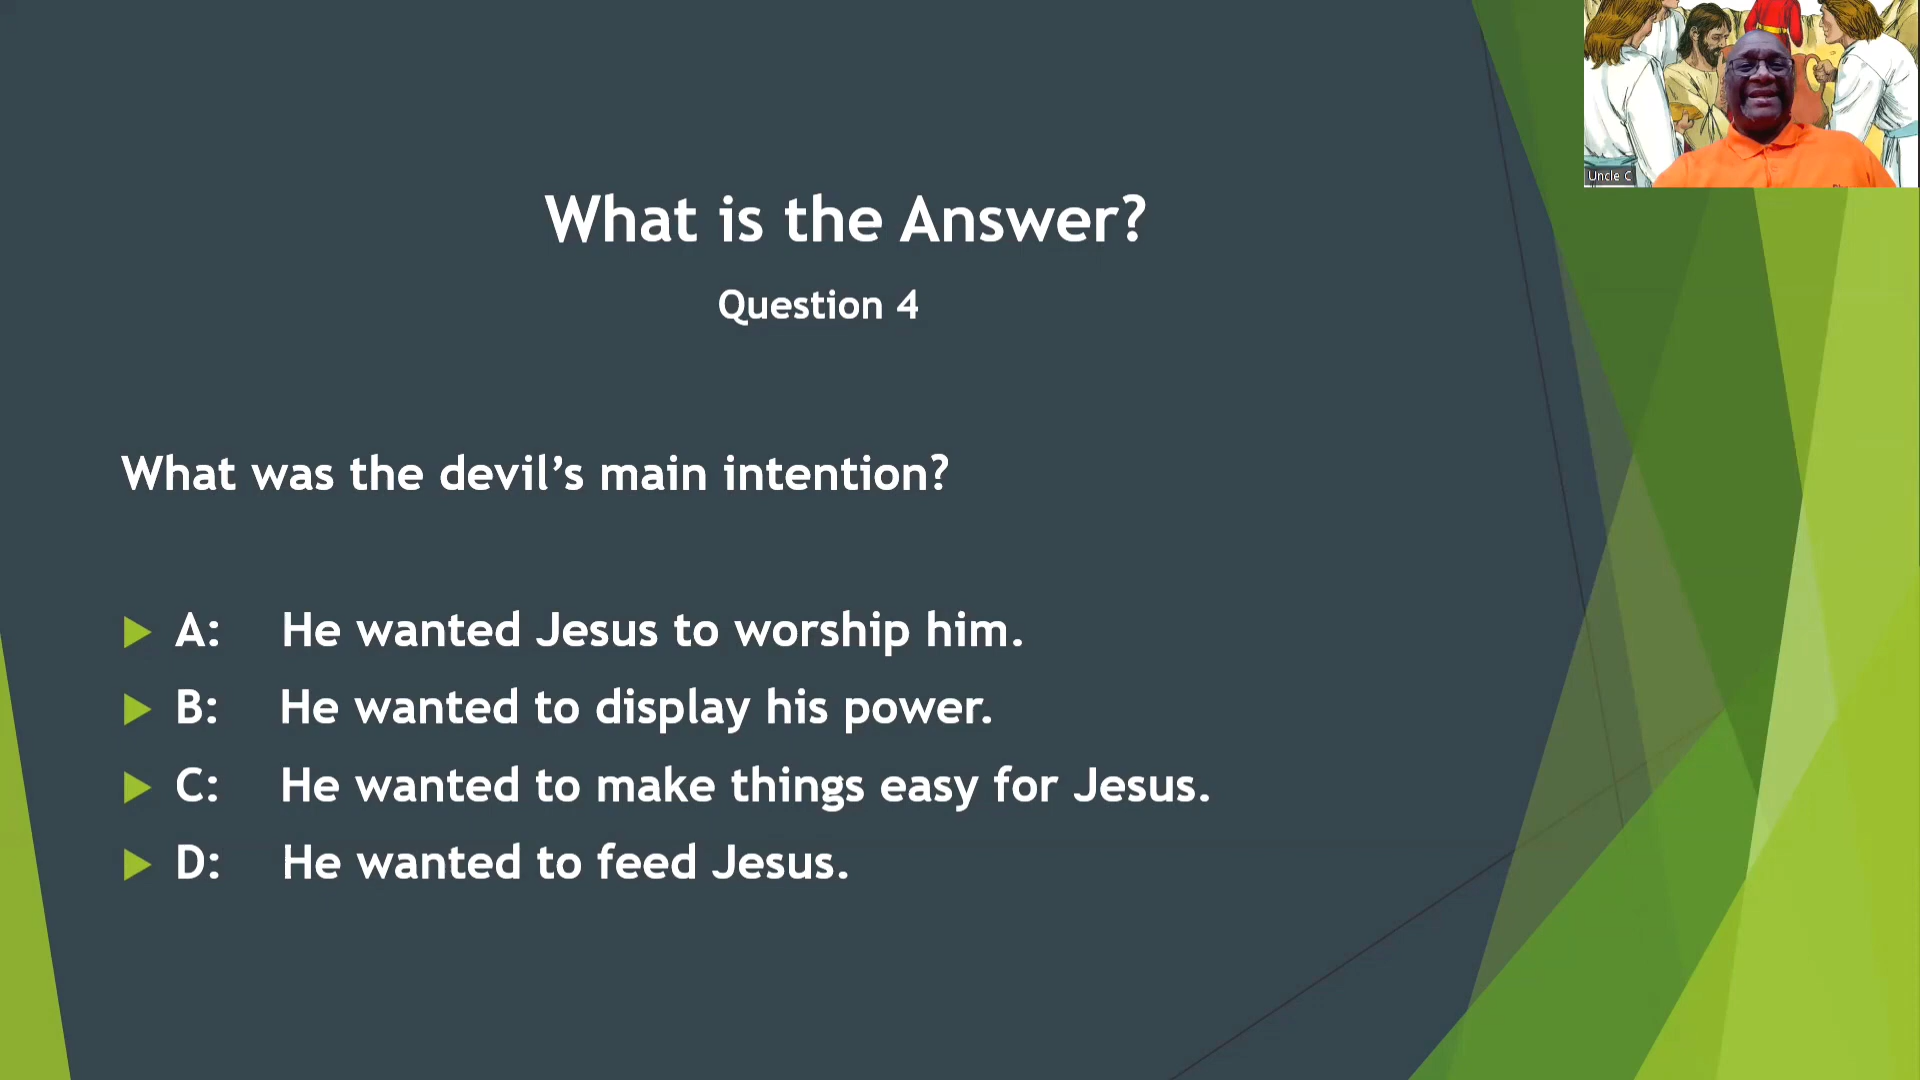 Uncle C
What is the Answer?
Question 4
What was the devil’s main intention?
A: He wanted Jesus to worship him.
B: He wanted to display his power.
C: He wanted to make things easy for Jesus.
D: He wanted to feed Jesus.